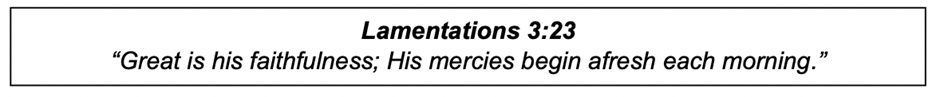 Lamentations 3:23
“Great is his faithfulness; His mercies begin afresh each morning.”